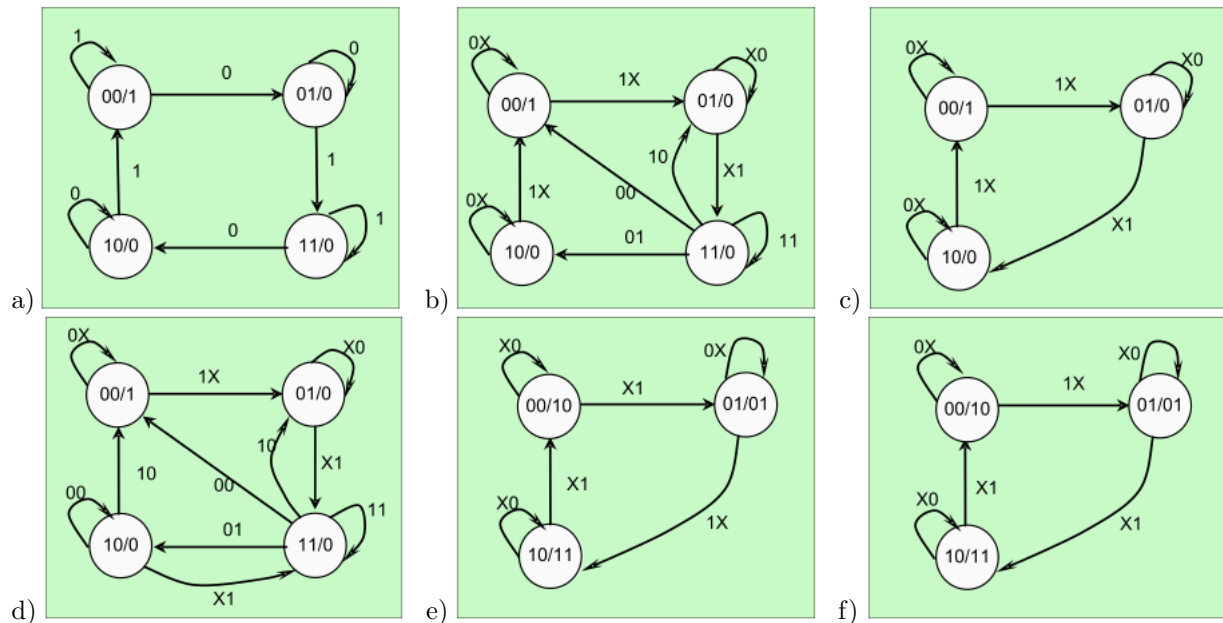 1 0 0
00/1 01/0
1 1
0 1
10/0 0 11/0
a)
0X 1X X0
00/1 01/0
10 X1
1X 00
0X 01
10/0 11/0 11
b)
0X 1X X0
00/1 01/0
1X
0X X1
10/0
c)
0X 1X X0
00/1 01/0
10 X1
10 00
00 01 11
10/0 11/0
X1
d)
X0 0X
X1
00/10 01/01
X1
X0 1X
10/11
e)
0X X0
1X
00/10 01/01
X1
X0 X1
10/11
f)